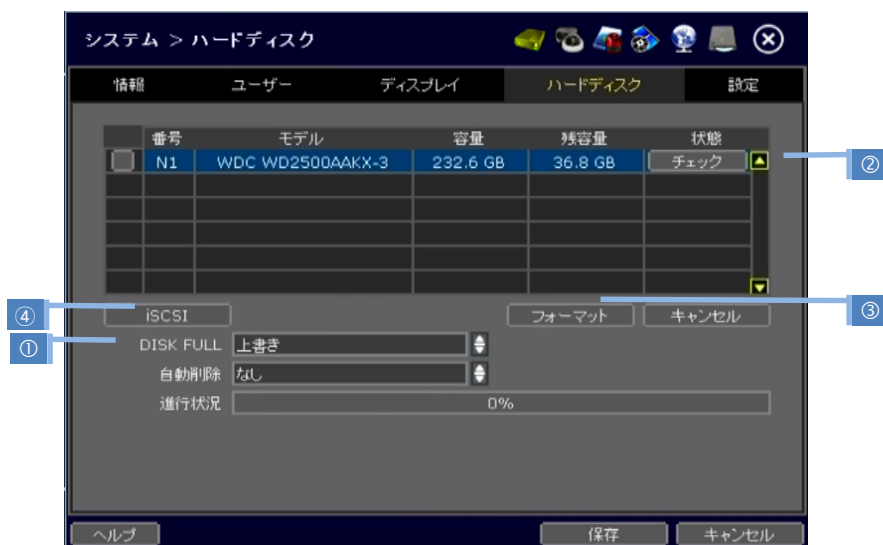 システム > ハードディスク
情報 ユーザー ディスプレイ ハードディスク 設定
番号 モデル 容量 残容量 状態
N1 WDC WD2500AAKX-3 232.6 GB 36.8 GB チェック
②
iSCSI フォーマット キャンセル
④
③
①
DISK FULL 上書き
自動削除 なし
進行状況 0%
ヘルプ 保存 キャンセル